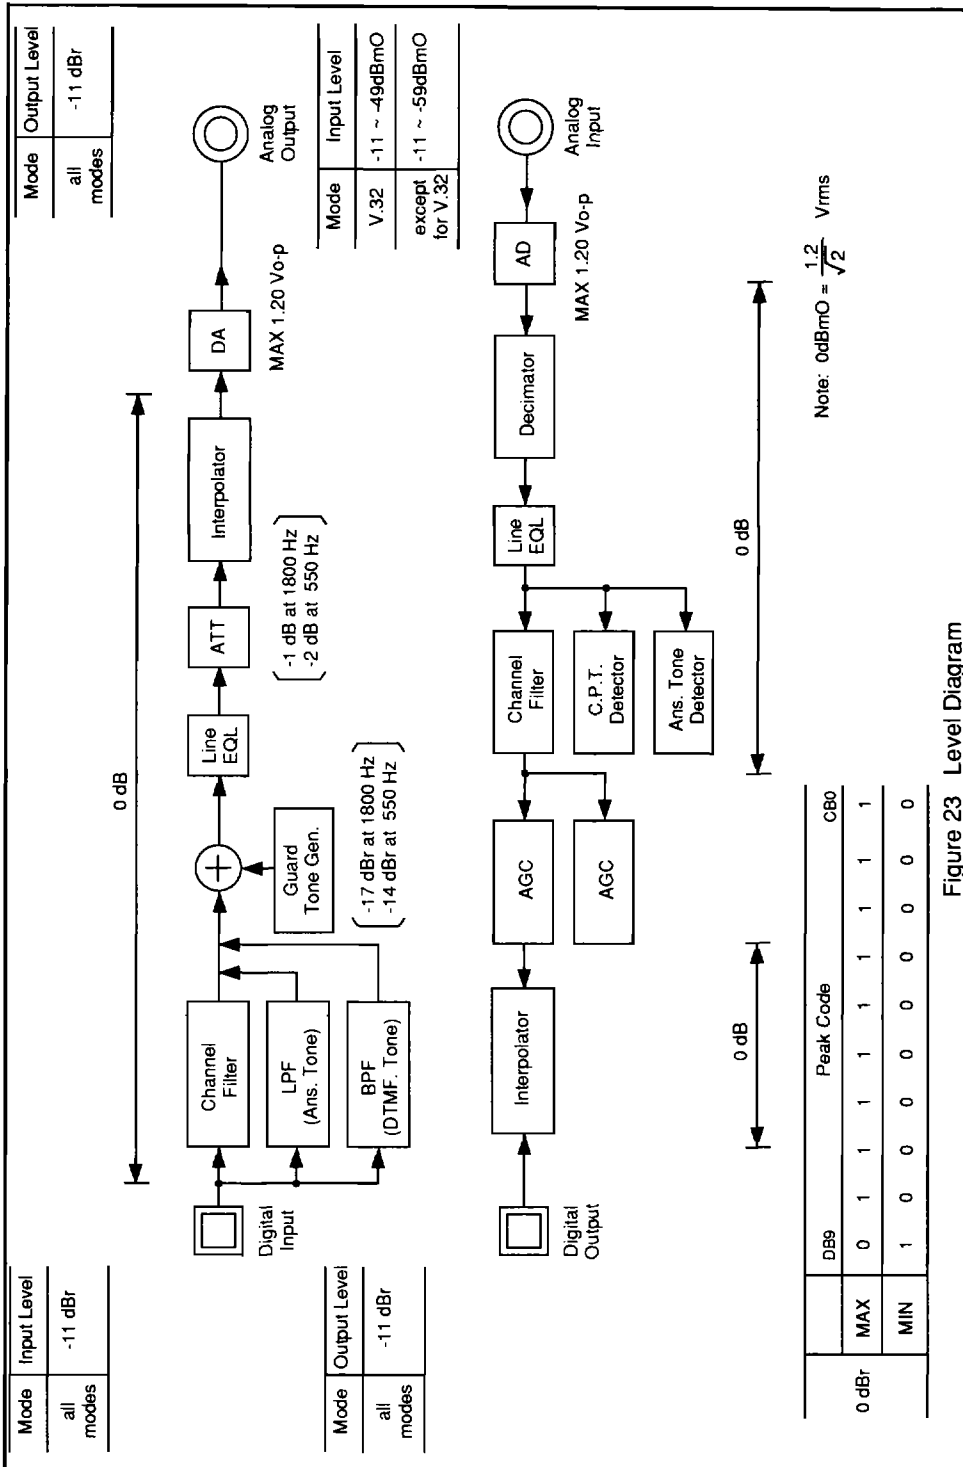 Mode Input Level
all modes -11 dBr
Mode Output Level
all modes -11 dBr
0 dB
Digital
Input
Channel
Filter
LPF
(Ans. Tone)
BPF
(DTMF. Tone)
Guard
Tone Gen.
-17 dBr at 1800 Hz
-14 dBr at 550 Hz
Line
EQL
ATT
-1 dB at 1800 Hz
-2 dB at 550 Hz
Interpolator
DA
MAX 1.20 Vo-p
Analog
Output
Mode Output Level
all modes -11 dBr
Mode Input Level
V.32 -11 ~ -49dBmO
except for V.32 -11 ~ -59dBmO
Digital
Output
Interpolator
AGC
AGC
Channel
Filter
C.P.T.
Detector
Ans. Tone
Detector
Line
EQL
Decimator
AD
MAX 1.20 Vo-p
Analog
Input
0 dB
0 dB
Note: 0dBmO = 1.2/√2 Vrms
DB9 Peak Code CB0
0 dBr MAX 0 1 1 1 1 1 1 1 1 1
MIN 1 0 0 0 0 0 0 0 0 0
Figure 23 Level Diagram